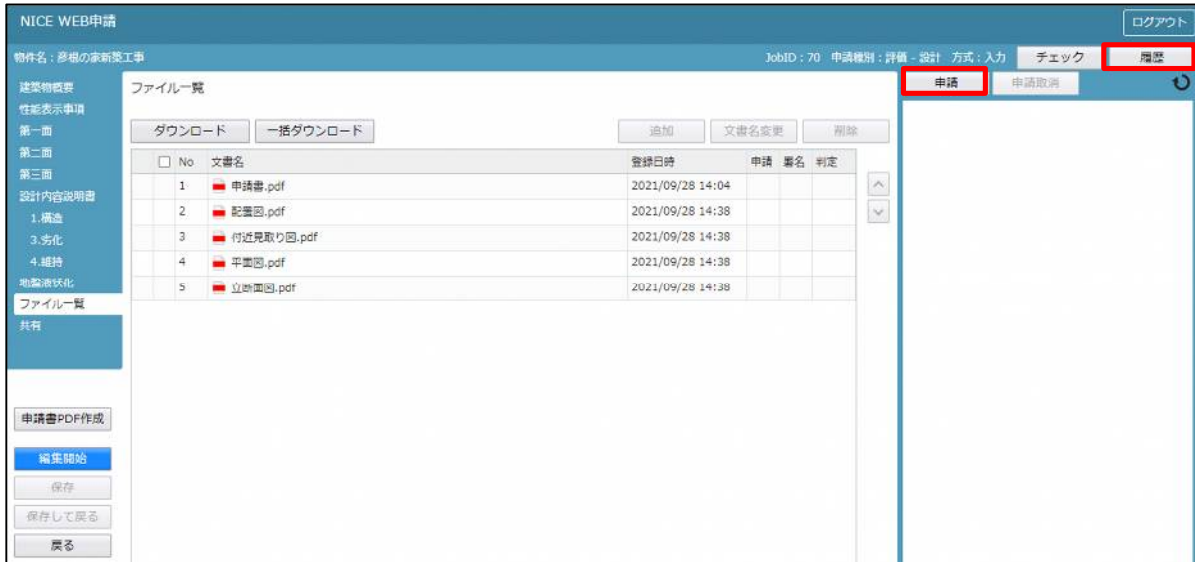 NICE WEB申請
ログアウト
物件名：彦根の家新築工事
JobID：70 申請種別：評価 - 設計 方式：入力
チェック
履歴
建築物概要
性能表示事項
第一面
第二面
第三面
設計内容説明書
1.構造
3.劣化
4.維持
地盤液状化
ファイル一覧
共有
申請書PDF作成
編集開始
保存
保存して戻る
戻る
ファイル一覧
ダウンロード 一括ダウンロード 追加 文書名変更 削除
No 文書名 登録日時 申請 署名 判定
1 申請書.pdf 2021/09/28 14:04
2 配置図.pdf 2021/09/28 14:38
3 付近見取り図.pdf 2021/09/28 14:38
4 平面図.pdf 2021/09/28 14:38
5 立断面図.pdf 2021/09/28 14:38
申請 申請取消